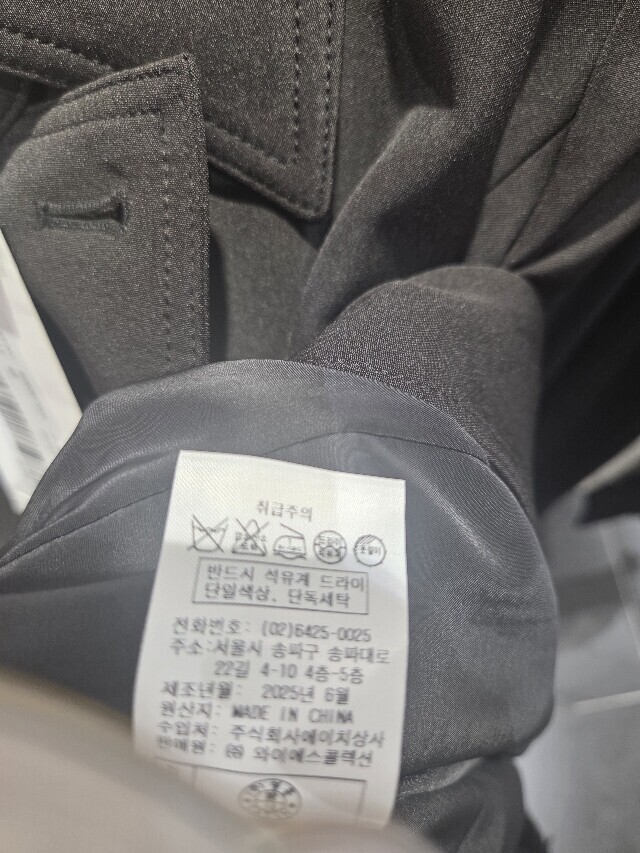 취급주의
반드시 석유계 드라이
단일색상, 단독세탁
전화번호: (02)6425-0025
주소:서울시 송파구 송파대로
22길 4-10 4층-5층
제조년월: 2025년 6월
원산지: MADE IN CHINA
수입처: 주식회사에이치상사
판매원: ㈜ 와이에스콜렉션